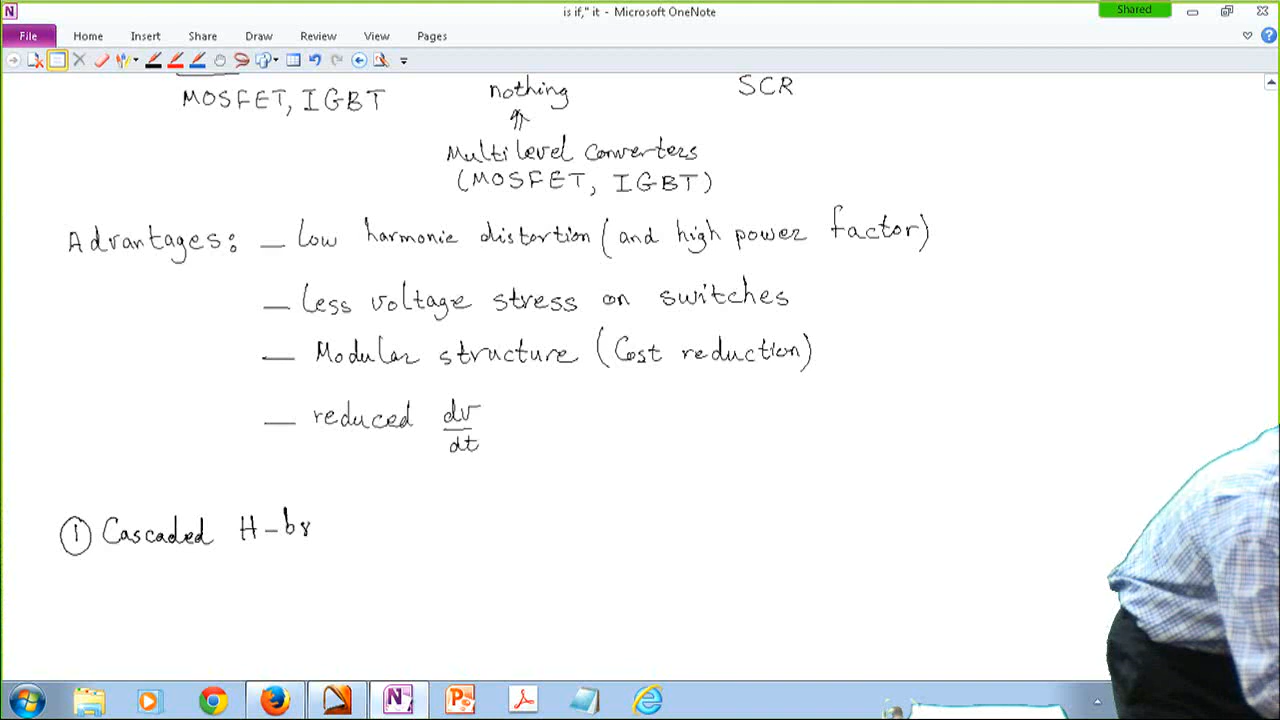 is if," it - Microsoft OneNote
Shared
File Home Insert Share Draw Review View Pages
MOSFET, IGBT nothing SCR
Multilevel Converters
(MOSFET, IGBT)
Advantages: — Low harmonic distortion (and high power factor)
— Less voltage stress on switches
— Modular structure (Cost reduction)
— reduced dv/dt
① Cascaded H-br